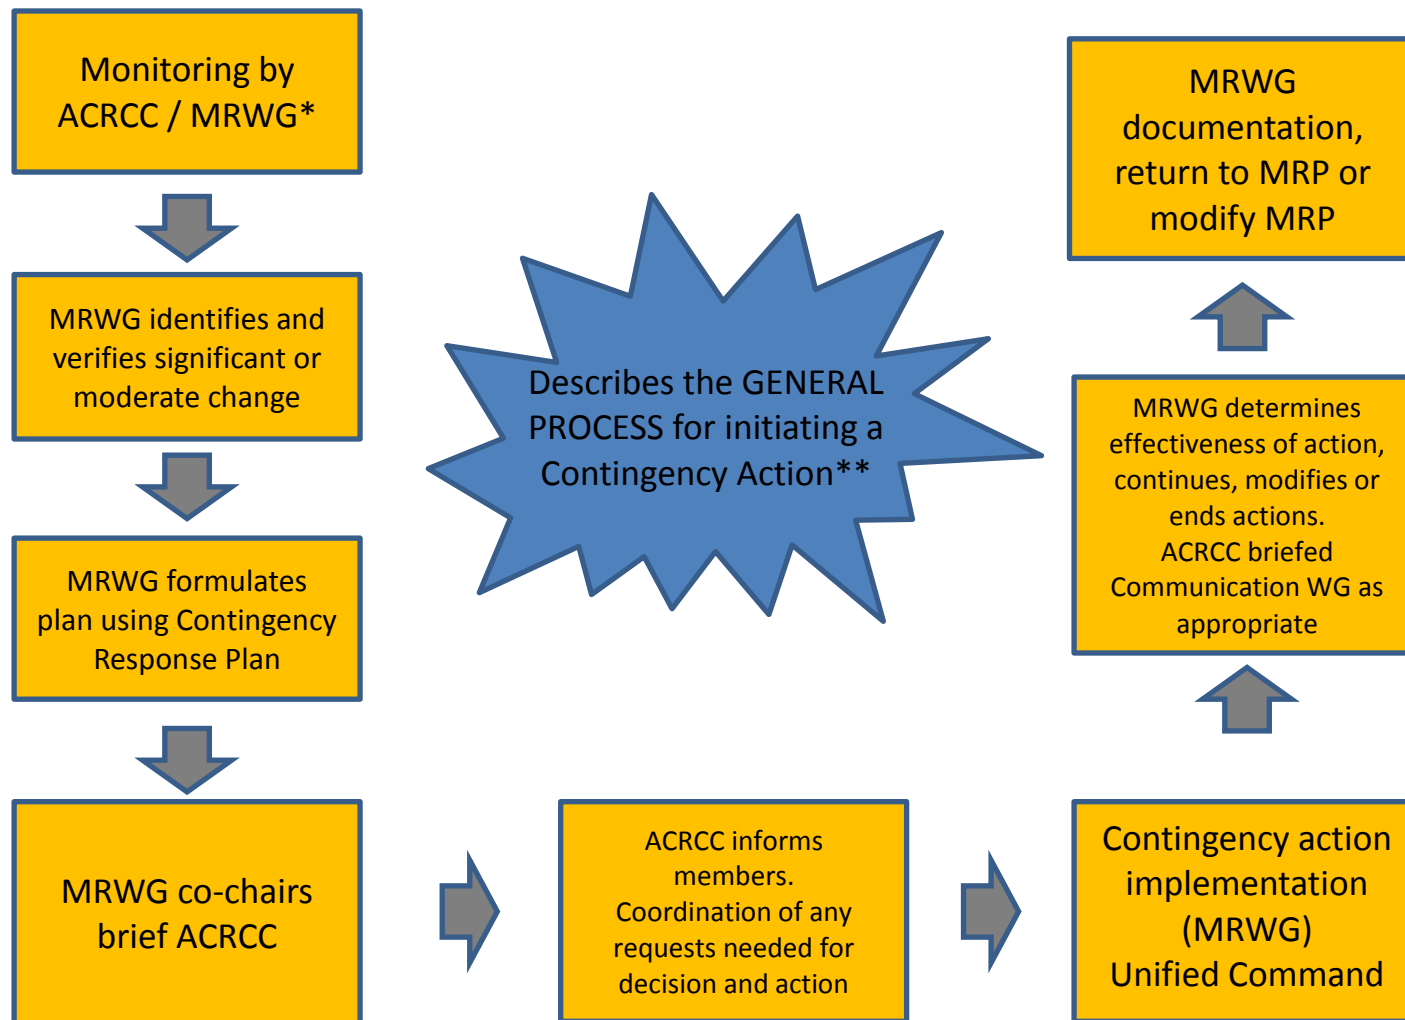 Monitoring by
ACRCC / MRWG*
MRWG identifies and
verifies significant or
moderate change
MRWG formulates
plan using Contingency
Response Plan
MRWG co-chairs
brief ACRCC
ACRCC informs
members.
Coordination of any
requests needed for
decision and action
Contingency action
implementation
(MRWG)
Unified Command
MRWG determines
effectiveness of action,
continues, modifies or
ends actions.
ACRCC briefed
Communication WG as
appropriate
MRWG
documentation,
return to MRP or
modify MRP
Describes the GENERAL
PROCESS for initiating a
Contingency Action**